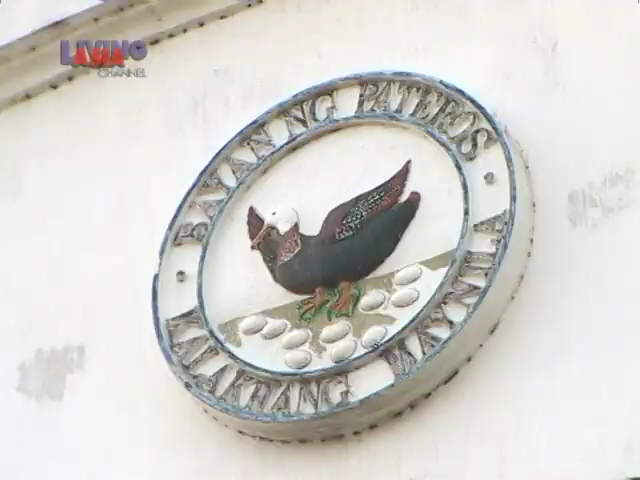 LIVING
ASIA
CHANNEL
BAYAN NG PATEROS
KALAKHANG MAYNILA